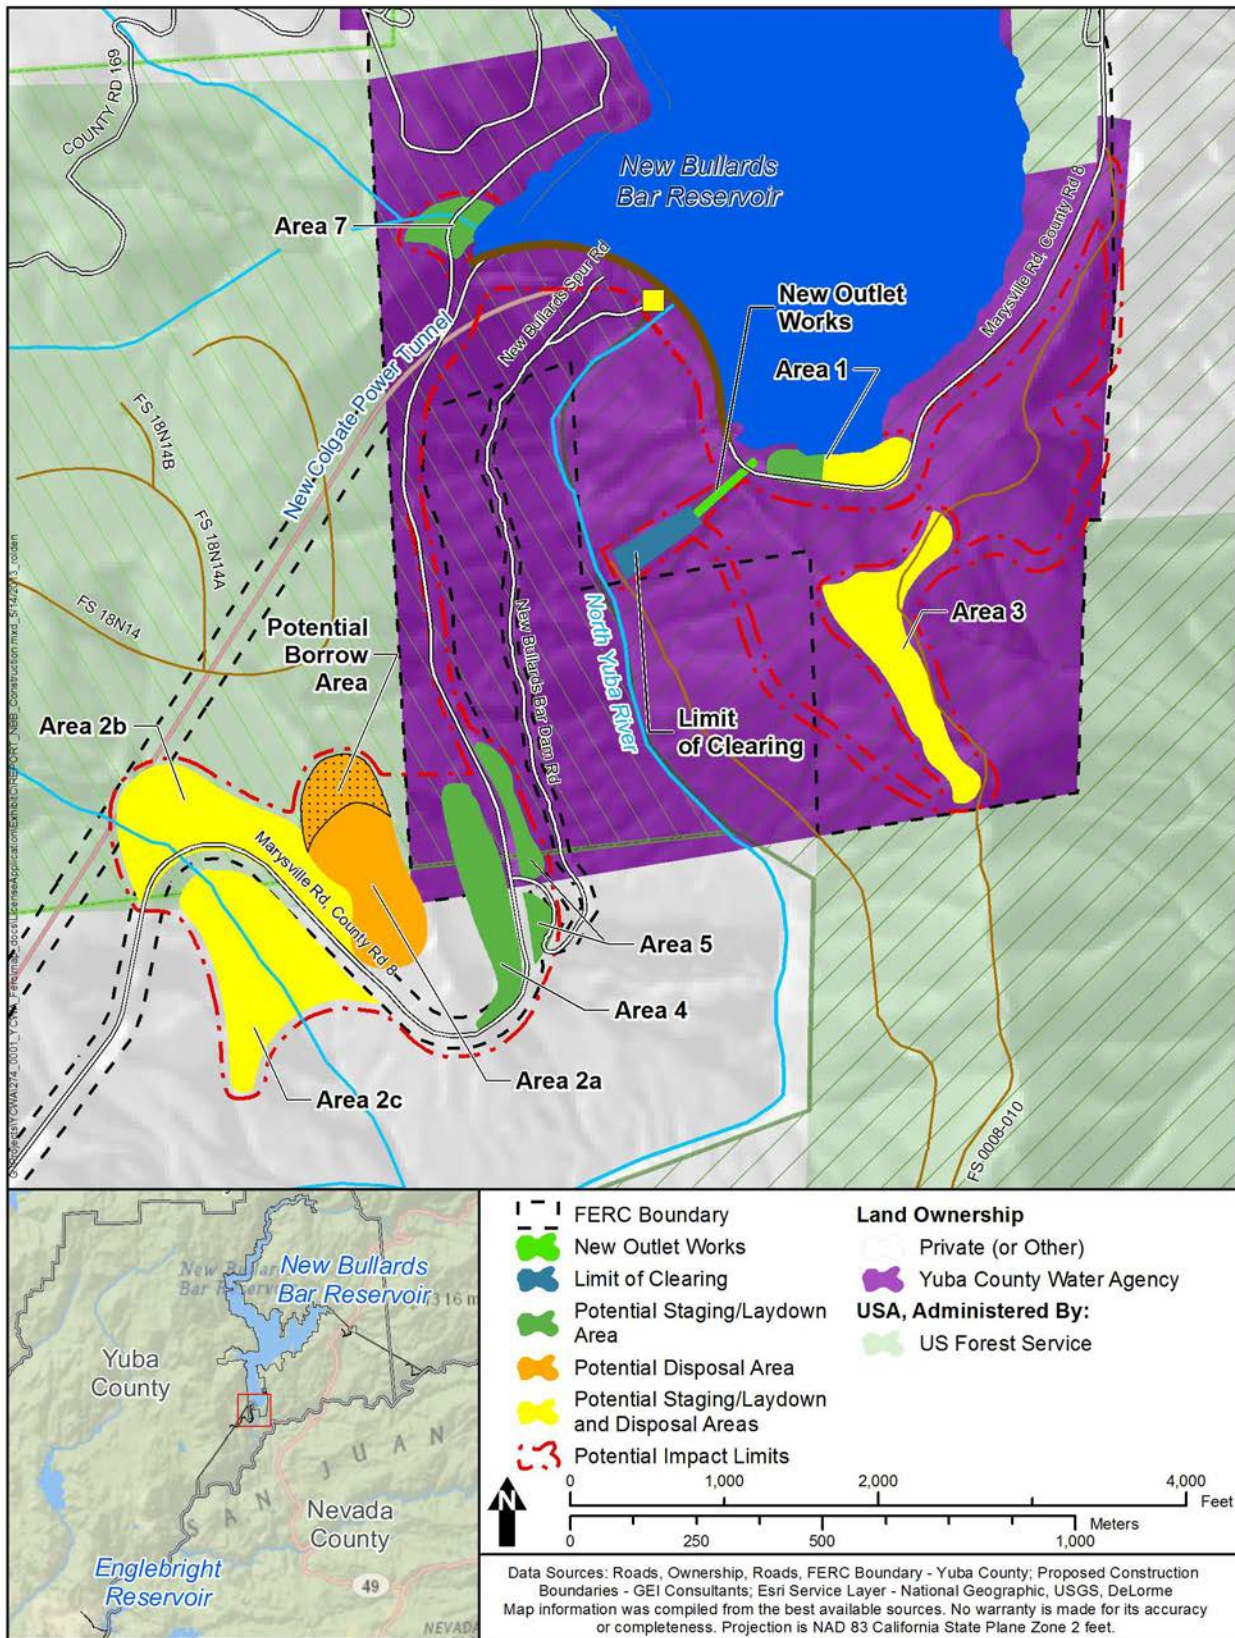 COUNTY RD 169
New Bullards
Bar Reservoir
Area 7
New Bullards Spur Rd
Marysville Rd, County Rd 8
New Outlet
Works
Area 1
New Colgate Power Tunnel
FS 18N14B
FS 18N14A
FS 18N14
Potential
Borrow
Area
New Bullards Bar Dam Rd
North Yuba River
Area 3
Limit
of Clearing
Area 2b
Marysville Rd, County Rd 8
Area 5
Area 4
Area 2a
Area 2c
FS 0008-010
New Bullards
Bar Reservoir
Yuba
County
SAN JUAN
Nevada
County
Englebright
Reservoir
49
NEVADA
FERC Boundary
New Outlet Works
Limit of Clearing
Potential Staging/Laydown
Area
Potential Disposal Area
Potential Staging/Laydown
and Disposal Areas
Potential Impact Limits
Land Ownership
Private (or Other)
Yuba County Water Agency
USA, Administered By:
US Forest Service
N
0 1,000 2,000 4,000
Feet
Meters
0 250 500 1,000
Data Sources: Roads, Ownership, Roads, FERC Boundary - Yuba County; Proposed Construction
Boundaries - GEI Consultants; Esri Service Layer - National Geographic, USGS, DeLorme
Map information was compiled from the best available sources. No warranty is made for its accuracy
or completeness. Projection is NAD 83 California State Plane Zone 2 feet.